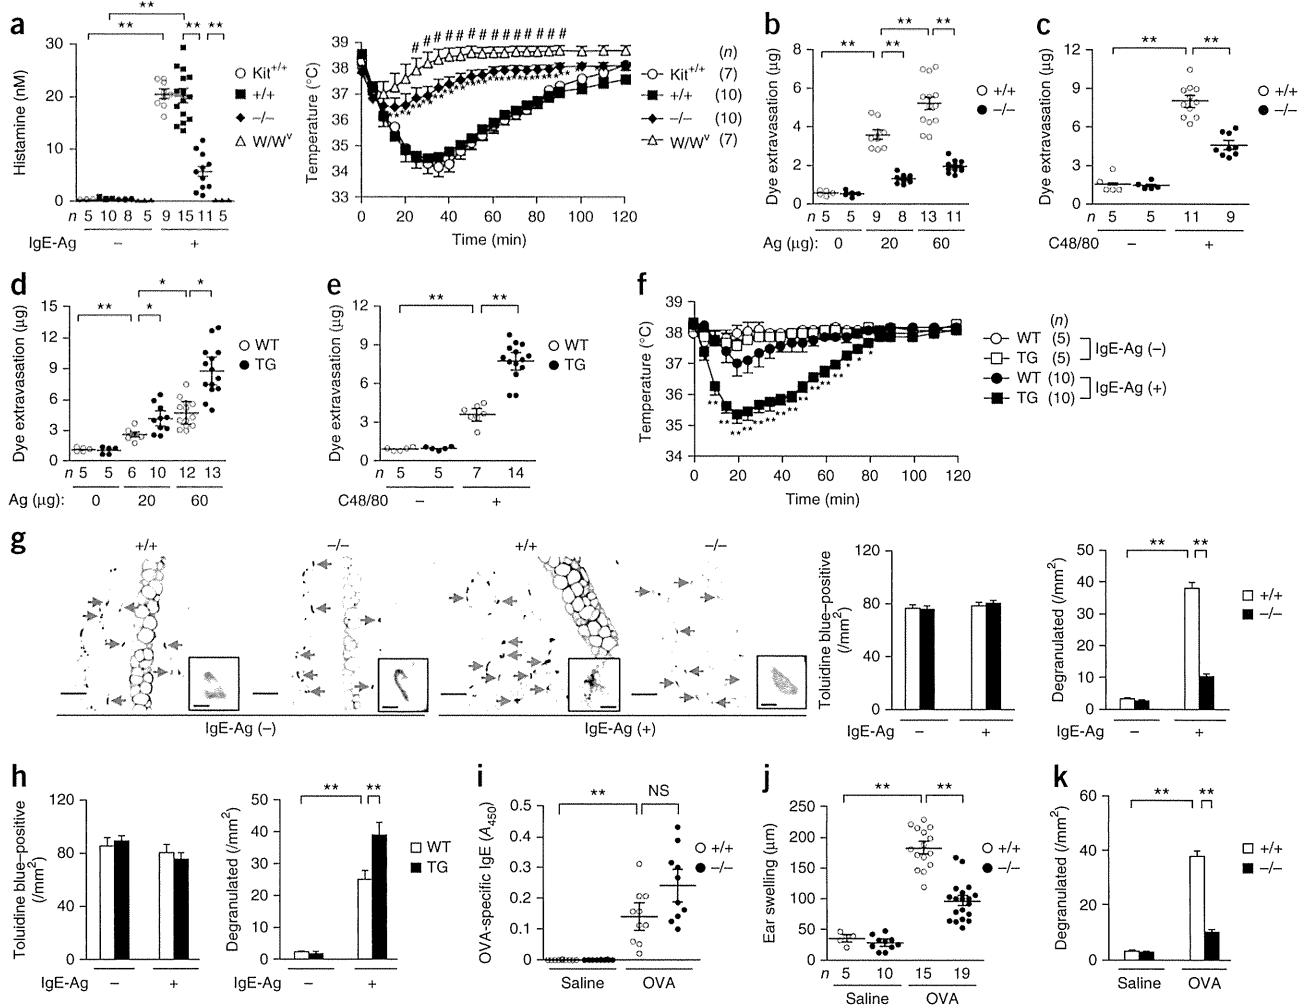 a
Histamine (nM)
30
20
10
0
** ** ** **
Kit+/+
+/+
–/–
W/Wv
n 5 10 8 5 9 15 11 5
IgE-Ag – +
Temperature (°C)
39
38
37
36
35
34
33
# # # # # # # # # # # # # #
0 20 40 60 80 100 120
Time (min)
(n)
Kit+/+ (7)
+/+ (10)
–/– (10)
W/Wv (7)
b
Dye extravasation (µg)
8
6
4
2
0
** ** ** **
+/+
–/–
n 5 5 9 8 13 11
Ag (µg): 0 20 60
c
Dye extravasation (µg)
12
9
6
3
0
** **
+/+
–/–
n 5 5 11 9
C48/80 – +
d
Dye extravasation (µg)
15
12
9
6
3
0
** * * *
WT
TG
n 5 5 6 10 12 13
Ag (µg): 0 20 60
e
Dye extravasation (µg)
12
9
6
3
0
** **
WT
TG
n 5 5 7 14
C48/80 – +
f
Temperature (°C)
39
38
37
36
35
34
0 20 40 60 80 100 120
Time (min)
(n)
WT (5)
TG (5)
IgE-Ag (–)
WT (10)
TG (10)
IgE-Ag (+)
g
+/+ –/– +/+ –/–
IgE-Ag (–) IgE-Ag (+)
Toluidine blue–positive
(/mm2)
120
80
40
0
IgE-Ag – +
Degranulated (/mm2)
50
40
30
20
10
0
** **
+/+
–/–
IgE-Ag – +
h
Toluidine blue–positive
(/mm2)
120
80
40
0
IgE-Ag – +
Degranulated (/mm2)
50
40
30
20
10
0
** **
WT
TG
IgE-Ag – +
i
OVA-specific IgE (A450)
0.5
0.4
0.3
0.2
0.1
0
** NS
+/+
–/–
Saline OVA
j
Ear swelling (µm)
250
200
150
100
50
0
** **
+/+
–/–
n 5 10 15 19
Saline OVA
k
Degranulated (/mm2)
60
40
20
0
** **
+/+
–/–
Saline OVA